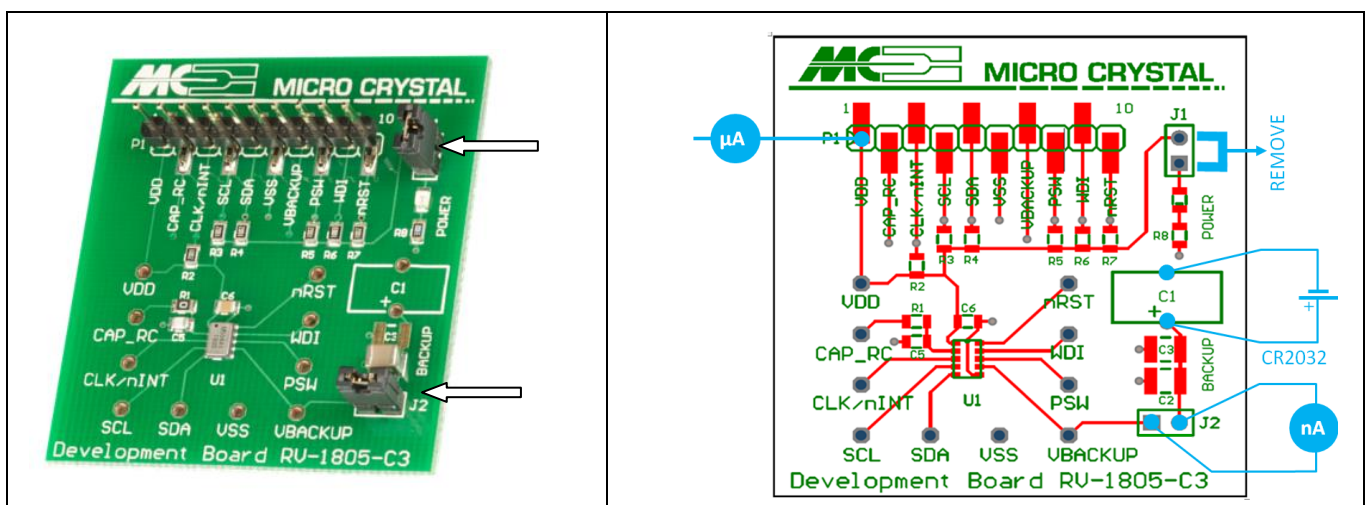 MC
MICRO CRYSTAL
10
P1
VDD
CAP_RC
CLK/nINT
SCL
SDA
VSS
VBACKUP
PSW
WDI
nRST
POWER
R8
R3
R4
R5
R6
R7
R2
VDD
nRST
C1
+
R1
C6
CAP_RC
WDI
BACKUP
CLK/nINT
U1
PSW
J2
SCL
SDA
VSS
VBACKUP
Development Board RV-1805-C3
MC
MICRO CRYSTAL
1
10
J1
µA
P1
REMOVE
VDD
CAP_RC
CLK/nINT
SCL
SDA
VSS
VBACKUP
PSW
WDI
nRST
POWER
R8
R3
R4
R5
R6
R7
R2
VDD
nRST
C1
+
+
R1
C6
CAP_RC
C5
WDI
C3
CR2032
BACKUP
CLK/nINT
U1
PSW
C2
J2
nA
SCL
SDA
VSS
VBACKUP
Development Board RV-1805-C3